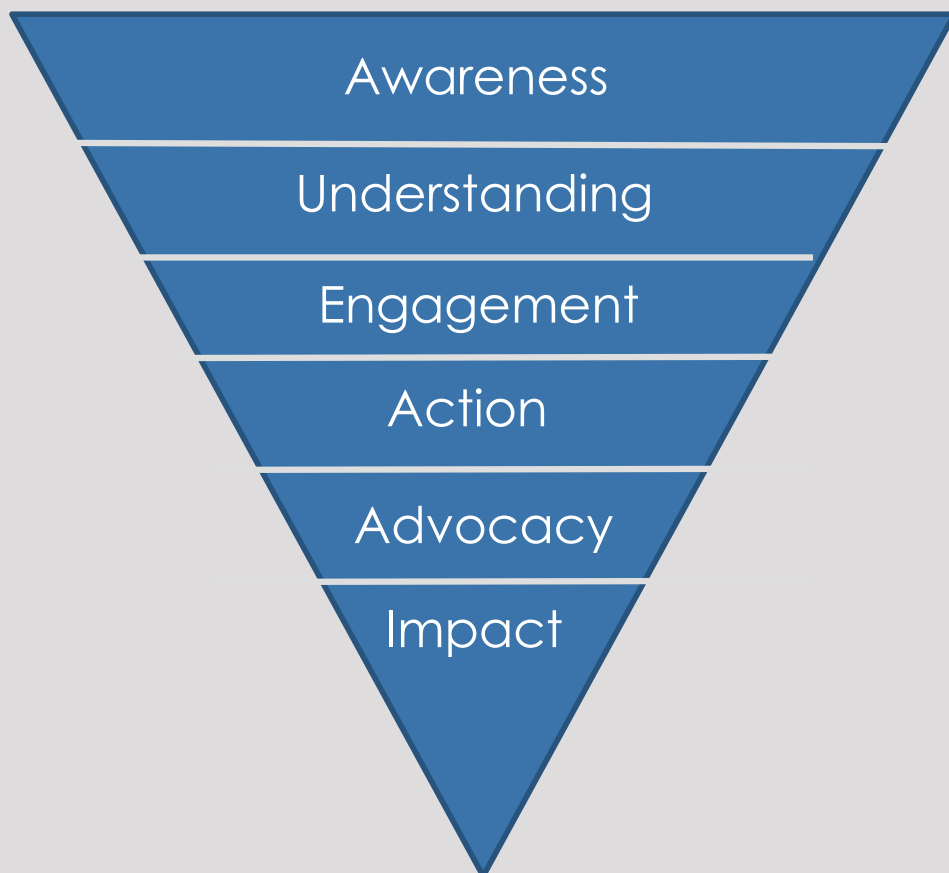 Awareness
Understanding
Engagement
Action
Advocacy
Impact